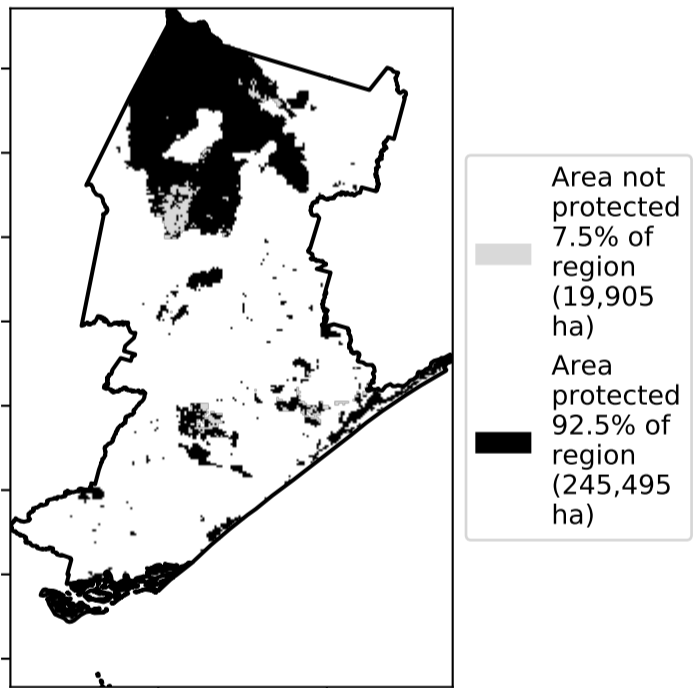 Area not
protected
7.5% of
region
(19,905
ha)
Area
protected
92.5% of
region
(245,495
ha)